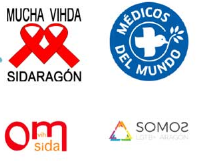 MUCHA VIHDA
SIDARAGÓN
MÉDICOS
DEL MUNDO
om
sida
SOMOS